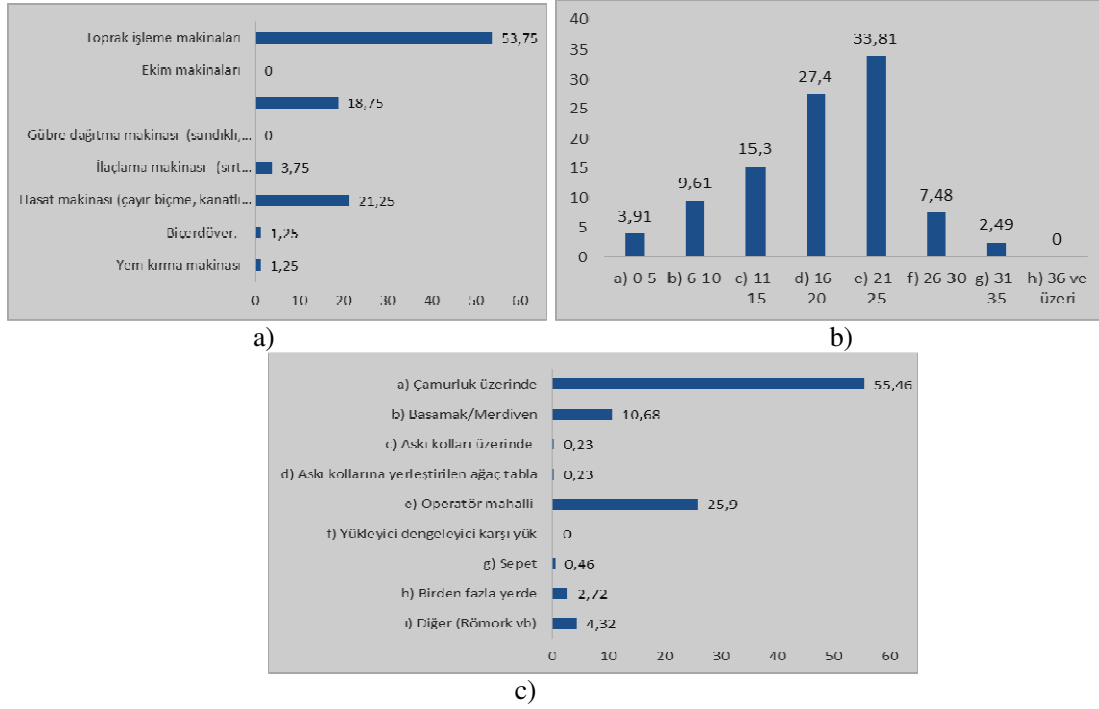 Toprak işleme makinaları 53,75
Ekim makinaları 0
18,75
Gübre dağıtma makinası (sandıklı,... 0
İlaçlama makinası (sırt... 3,75
Hasat makinası (çayır biçme, kanatlı... 21,25
Biçerdöver, 1,25
Yem kırma makinası 1,25
0 10 20 30 40 50 60
a)
40
35
30
25
20
15
10
5
0
3,91 9,61 15,3 27,4 33,81 7,48 2,49 0
a) 0 5 b) 6 10 c) 11 15 d) 16 20 e) 21 25 f) 26 30 g) 31 35 h) 36 ve üzeri
b)
a) Çamurluk üzerinde 55,46
b) Basamak/Merdiven 10,68
c) Askı kolları üzerinde 0,23
d) Askı kollarına yerleştirilen ağaç tabla 0,23
e) Operatör mahalli 25,9
f) Yükleyici dengeleyici karşı yük 0
g) Sepet 0,46
h) Birden fazla yerde 2,72
ı) Diğer (Römork vb) 4,32
0 10 20 30 40 50 60
c)